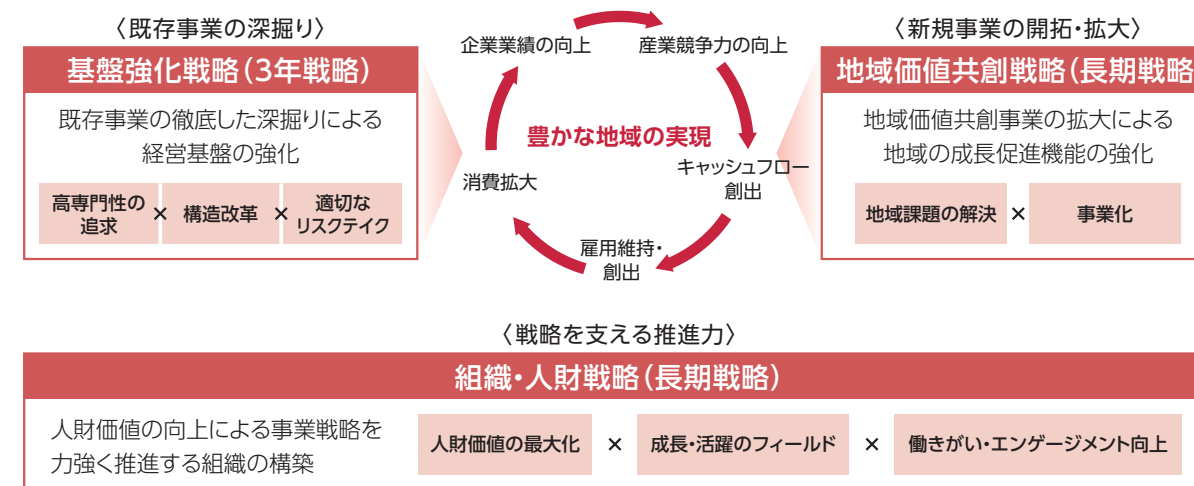 〈既存事業の深掘り〉
基盤強化戦略(3年戦略)
既存事業の徹底した深掘りによる
経営基盤の強化
高専門性の
追求
×
構造改革
×
適切な
リスクテイク
企業業績の向上
産業競争力の向上
豊かな地域の実現
キャッシュフロー
創出
消費拡大
雇用維持・
創出
〈新規事業の開拓・拡大〉
地域価値共創戦略(長期戦略
地域価値共創事業の拡大による
地域の成長促進機能の強化
地域課題の解決
×
事業化
〈戦略を支える推進力〉
組織・人財戦略(長期戦略)
人財価値の向上による事業戦略を
力強く推進する組織の構築
人財価値の最大化
×
成長・活躍のフィールド
×
働きがい・エンゲージメント向上